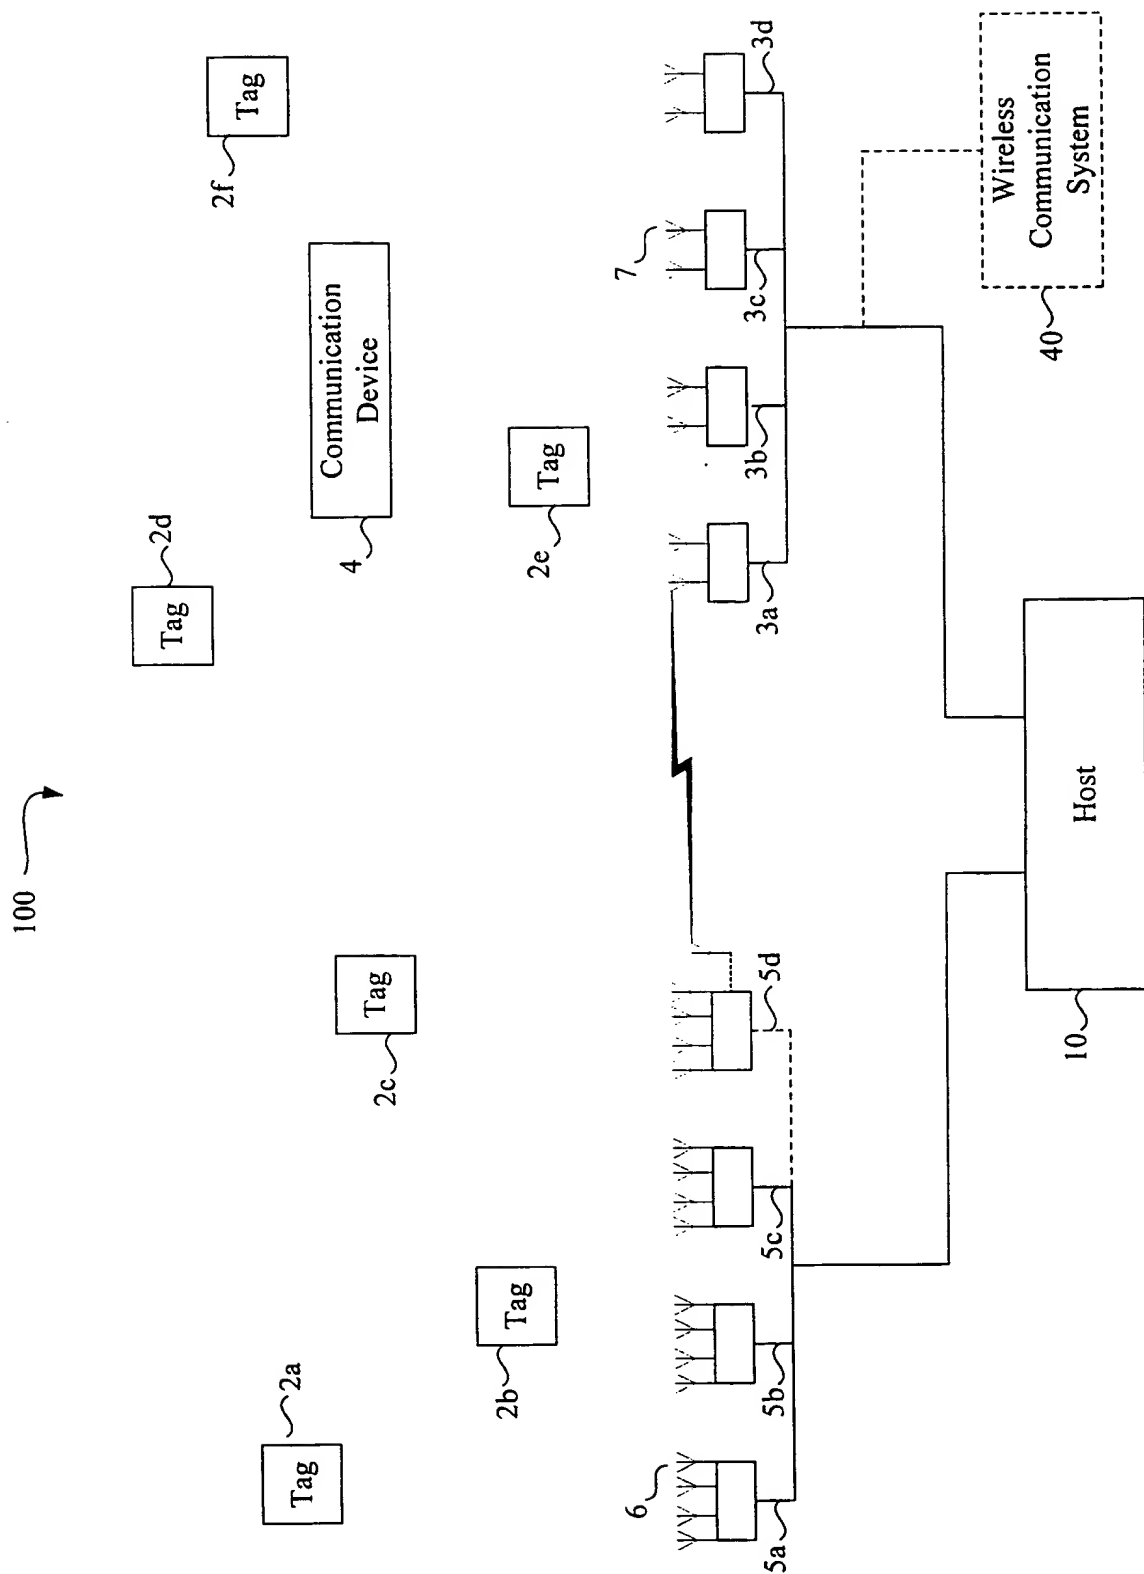 100
Tag
2a
Tag
2b
Tag
2c
Tag
2d
Tag
2e
Tag
2f
Communication
Device
4
6
7
5a
5b
5c
5d
3a
3b
3c
3d
Host
10
Wireless
Communication
System
40